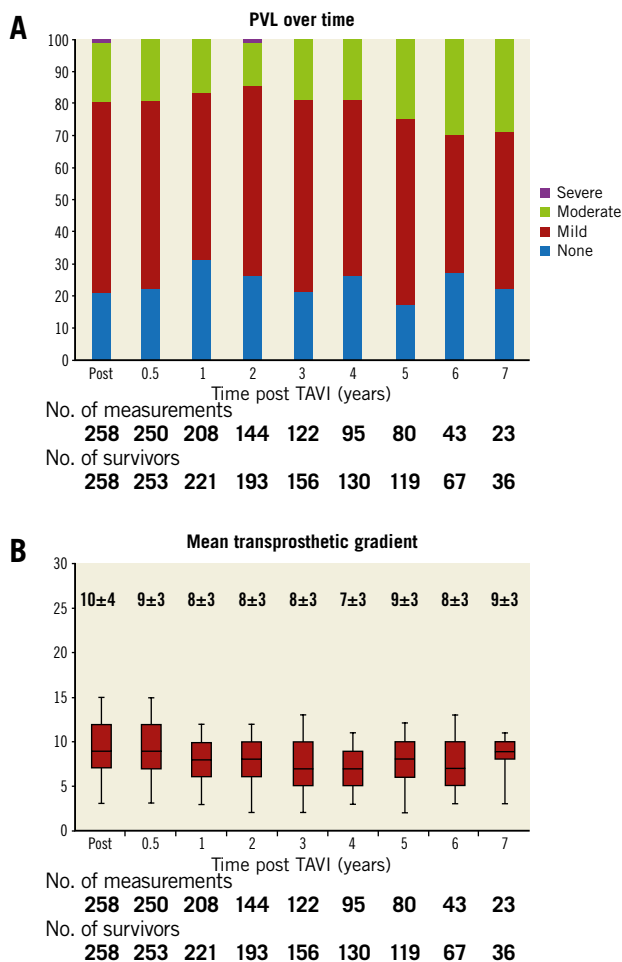 A
PVL over time
100
90
80
70
60
50
40
30
20
10
0
Severe
Moderate
Mild
None
Post 0.5 1 2 3 4 5 6 7
Time post TAVI (years)
No. of measurements
258 250 208 144 122 95 80 43 23
No. of survivors
258 253 221 193 156 130 119 67 36
B
Mean transprosthetic gradient
30
25
20
15
10
5
0
10±4 9±3 8±3 8±3 8±3 7±3 9±3 8±3 9±3
Post 0.5 1 2 3 4 5 6 7
Time post TAVI (years)
No. of measurements
258 250 208 144 122 95 80 43 23
No. of survivors
258 253 221 193 156 130 119 67 36